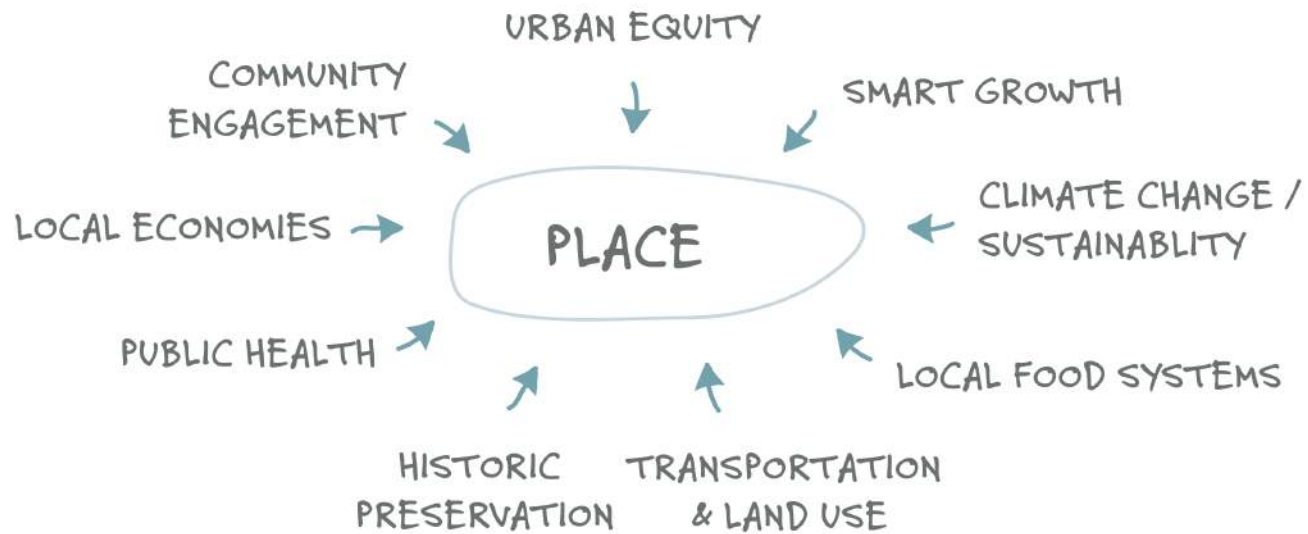 URBAN EQUITY
COMMUNITY
ENGAGEMENT
SMART GROWTH
LOCAL ECONOMIES
PLACE
CLIMATE CHANGE /
SUSTAINABLITY
PUBLIC HEALTH
LOCAL FOOD SYSTEMS
HISTORIC
PRESERVATION
TRANSPORTATION
& LAND USE